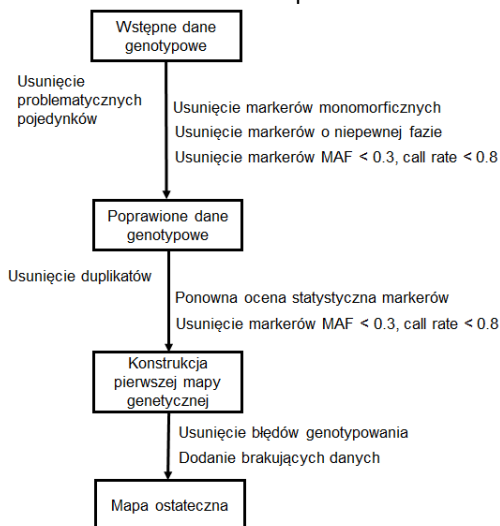 Wstępne dane
genotypowe
Usunięcie
problematycznych
pojedynków
Usunięcie markerów monomorficznych
Usunięcie markerów o niepewnej fazie
Usunięcie markerów MAF < 0.3, call rate < 0.8
Poprawione dane
genotypowe
Usunięcie duplikatów
Ponowna ocena statystyczna markerów
Usunięcie markerów MAF < 0.3, call rate < 0.8
Konstrukcja
pierwszej mapy
genetycznej
Usunięcie błędów genotypowania
Dodanie brakujących danych
Mapa ostateczna